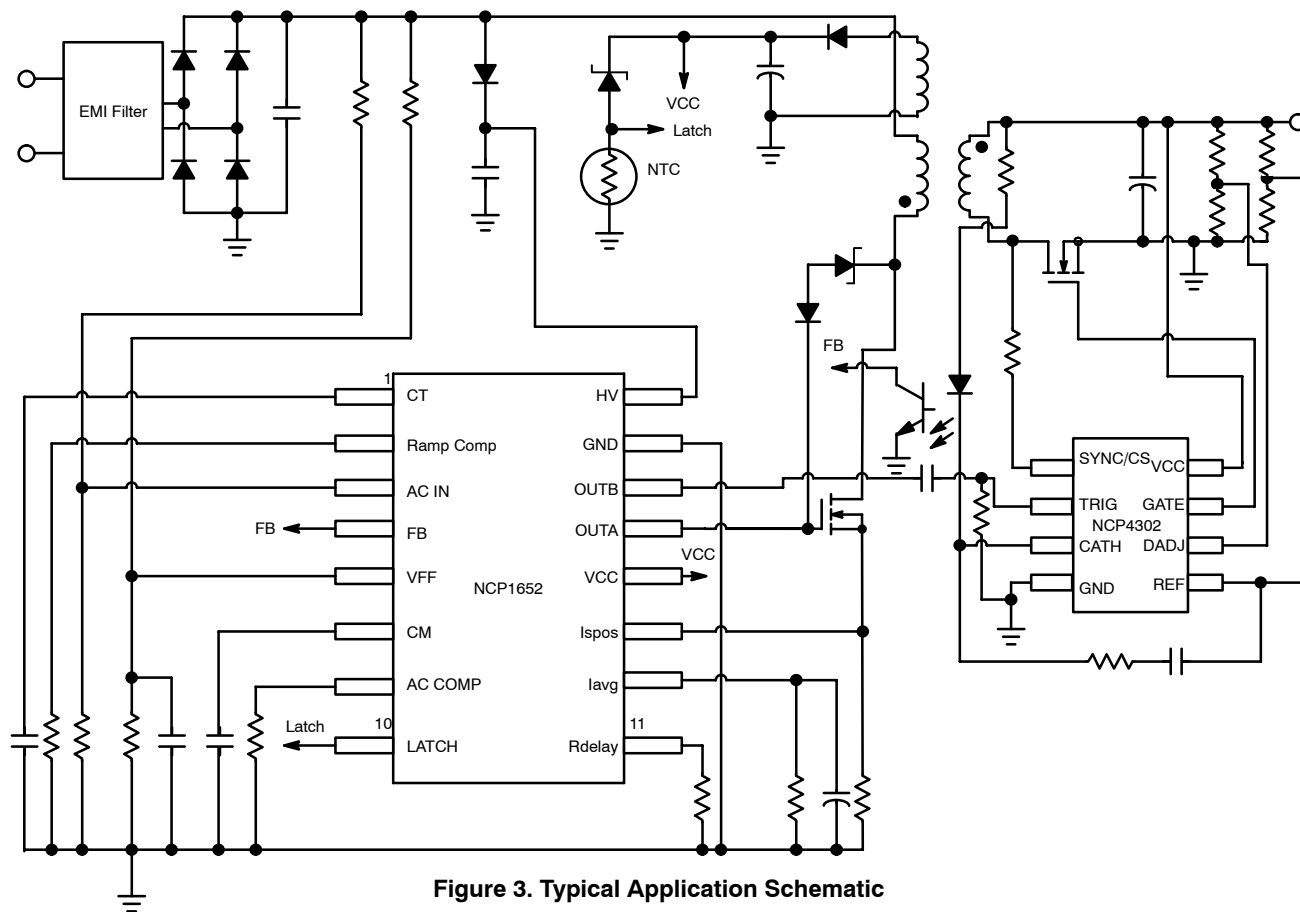 EMI Filter
VCC
Latch
NTC
FB
1
CT
HV
Ramp Comp
GND
AC IN
OUTB
FB
FB
OUTA
VCC
VFF
NCP1652
VCC
CM
Ispos
AC COMP
Iavg
Latch
10
11
LATCH
Rdelay
SYNC/CS
VCC
TRIG
GATE
NCP4302
CATH
DADJ
GND
REF
Figure 3. Typical Application Schematic